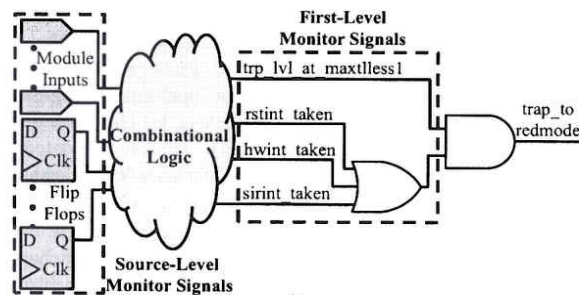 First-Level
Monitor Signals
Module
Inputs
trp_lvl_at_maxtlless1
D Q
Clk
Combinational
Logic
rstint_taken
hwint_taken
sirint_taken
trap_to
redmode
Flip
Flops
D Q
Clk
Source-Level
Monitor Signals